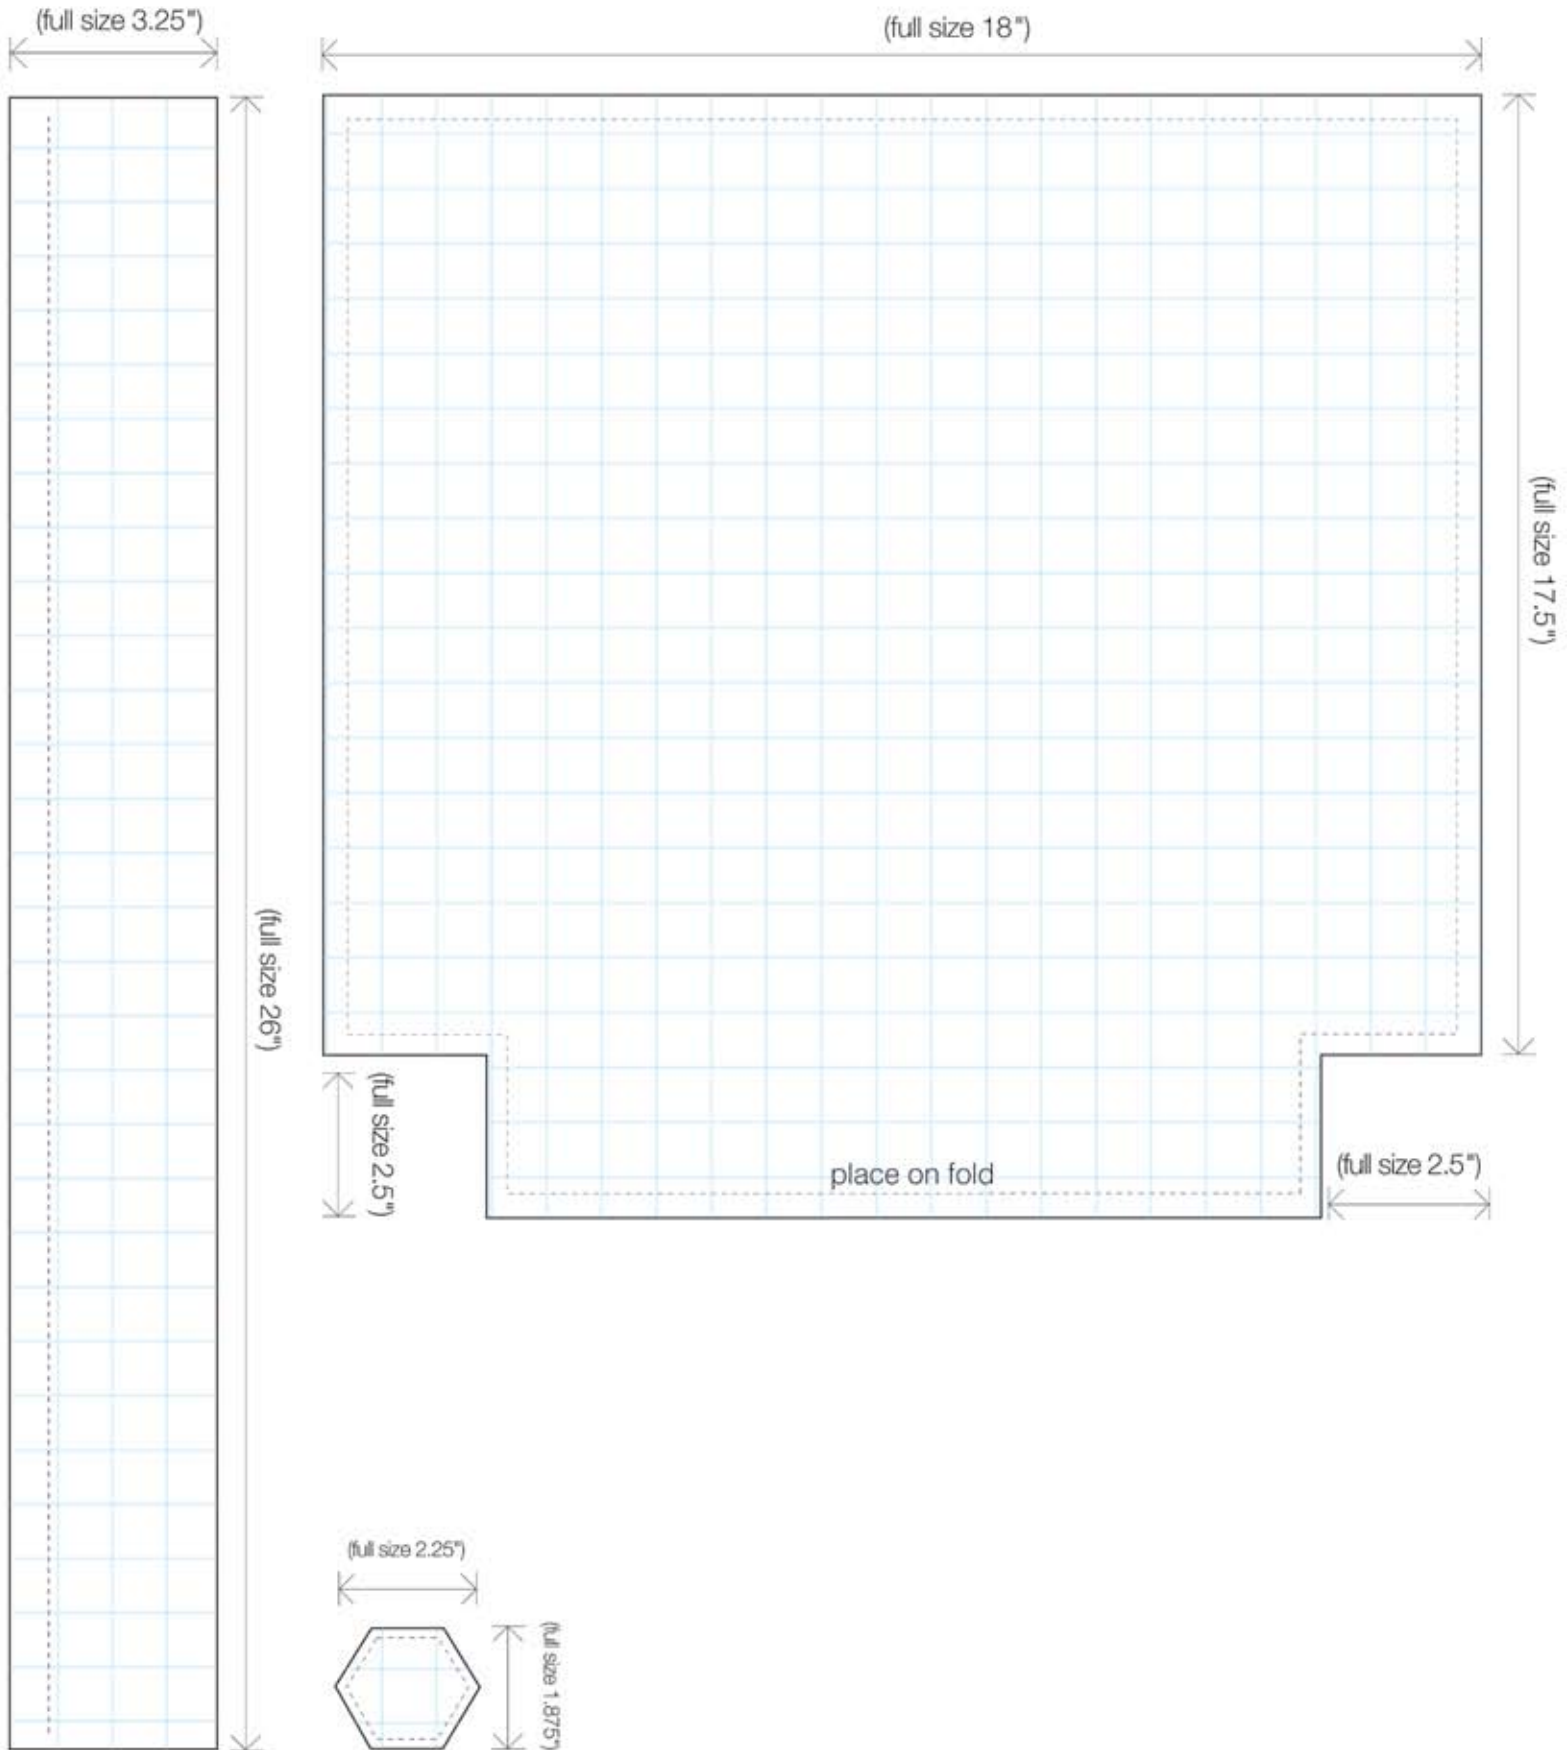 (full size 3.25")
(full size 18")
(full size 17.5")
(full size 26")
(full size 2.5")
place on fold
(full size 2.5")
(full size 2.25")
(full size 1.875")